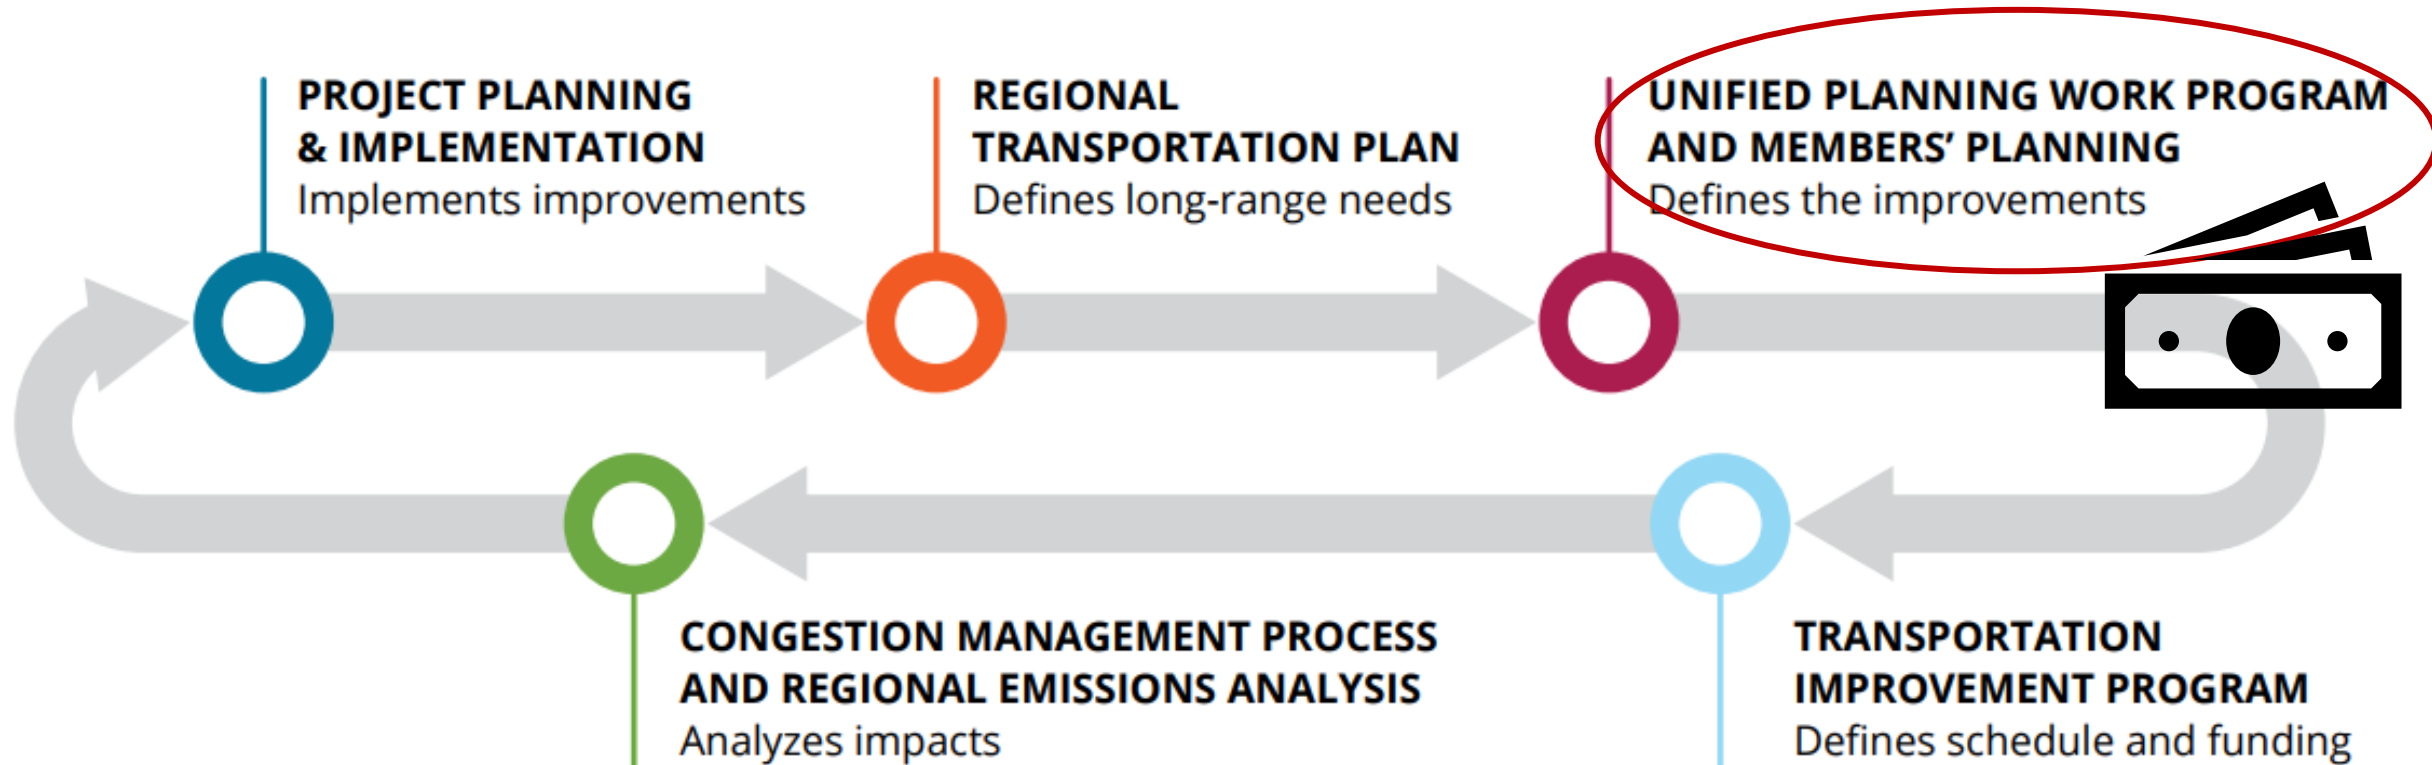 PROJECT PLANNING
& IMPLEMENTATION
Implements improvements
REGIONAL
TRANSPORTATION PLAN
Defines long-range needs
UNIFIED PLANNING WORK PROGRAM
AND MEMBERS’ PLANNING
Defines the improvements
CONGESTION MANAGEMENT PROCESS
AND REGIONAL EMISSIONS ANALYSIS
Analyzes impacts
TRANSPORTATION
IMPROVEMENT PROGRAM
Defines schedule and funding